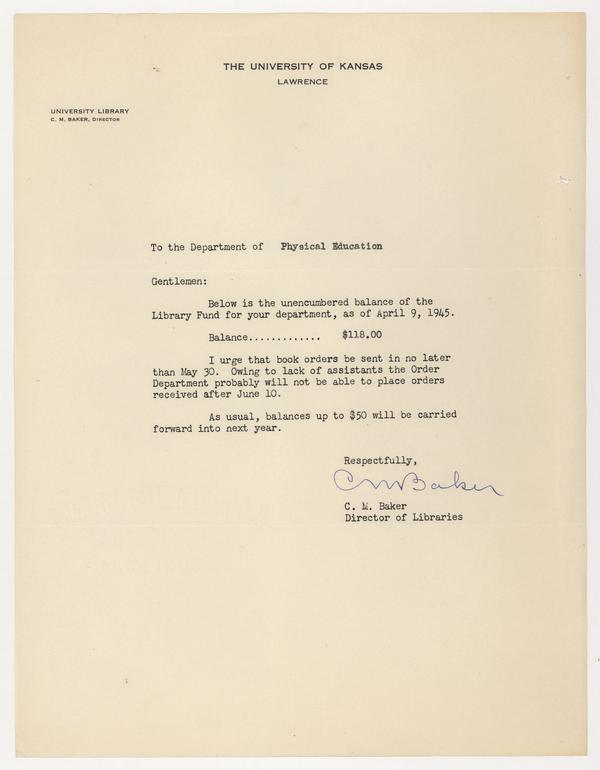 THE UNIVERSITY OF KANSAS
LAWRENCE
UNIVERSITY LIBRARY
C. M. BAKER, DIRECTOR
To the Department of Physical Education
Gentlemen:
Below is the unencumbered balance of the
Library Fund for your department, as of April 9, 1945.
Balance............. $118.00
I urge that book orders be sent in no later
than May 30. Owing to lack of assistants the Order
Department probably will not be able to place orders
received after June 10.
As usual, balances up to $50 will be carried
forward into next year.
Respectfully,
C M Baker
C. M. Baker
Director of Libraries